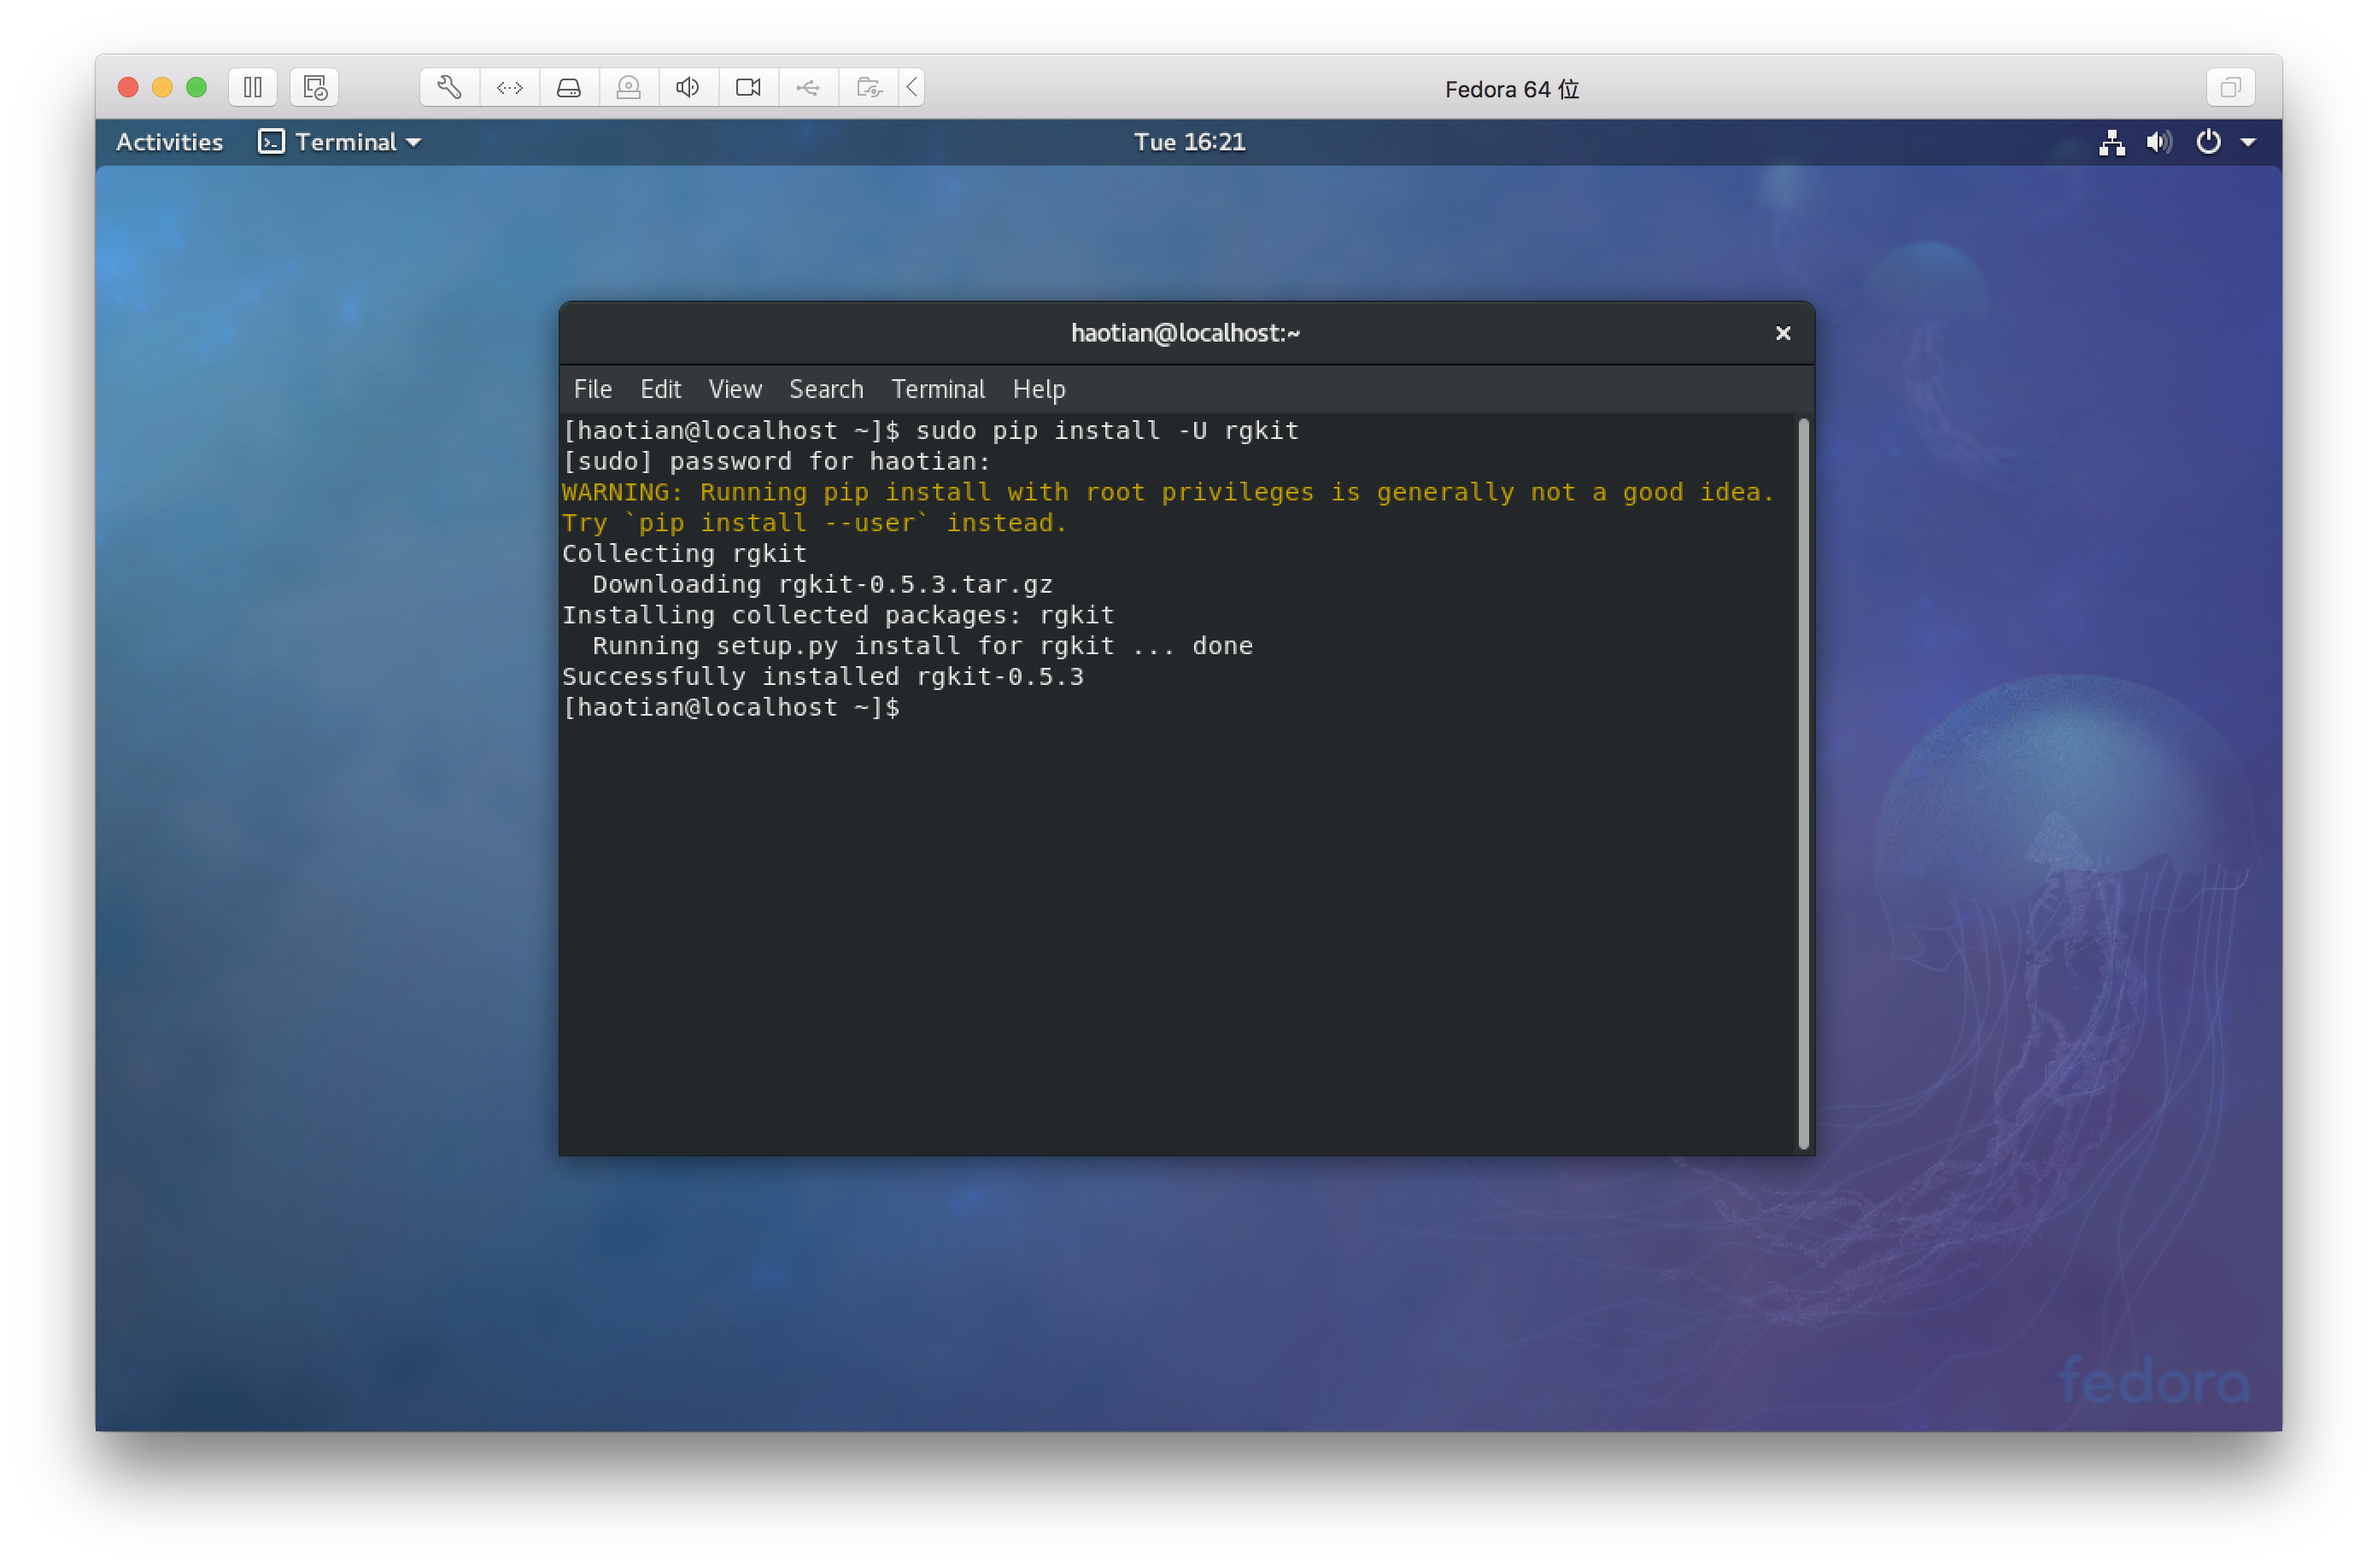 Fedora 64 位
Activities Terminal Tue 16:21
haotian@localhost:~
File Edit View Search Terminal Help
[haotian@localhost ~]$ sudo pip install -U rgkit
[sudo] password for haotian:
WARNING: Running pip install with root privileges is generally not a good idea.
Try `pip install --user` instead.
Collecting rgkit
  Downloading rgkit-0.5.3.tar.gz
Installing collected packages: rgkit
  Running setup.py install for rgkit ... done
Successfully installed rgkit-0.5.3
[haotian@localhost ~]$
fedora